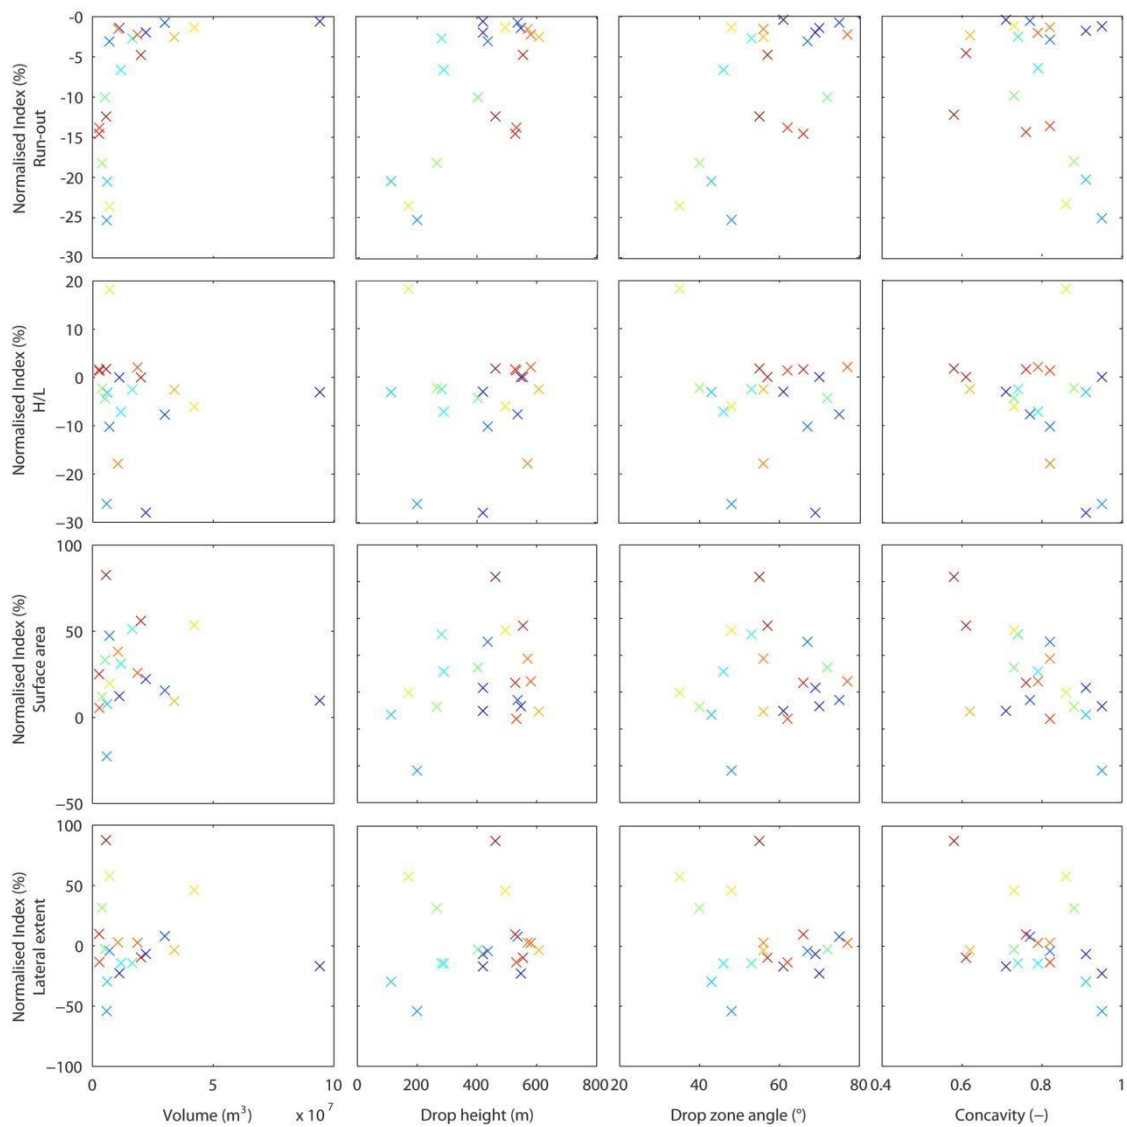 Normalised Index (%)
Run-out
-0
-5
-10
-15
-20
-25
-30
Normalised Index (%)
H/L
20
10
0
−10
−20
−30
Normalised Index (%)
Surface area
100
50
0
−50
Normalised Index (%)
Lateral extent
100
50
0
−50
−100
0 5 10
0 200 400 600 800
20 40 60 80
0.4 0.6 0.8 1
Volume (m³) x 10⁷
Drop height (m)
Drop zone angle (°)
Concavity (−)